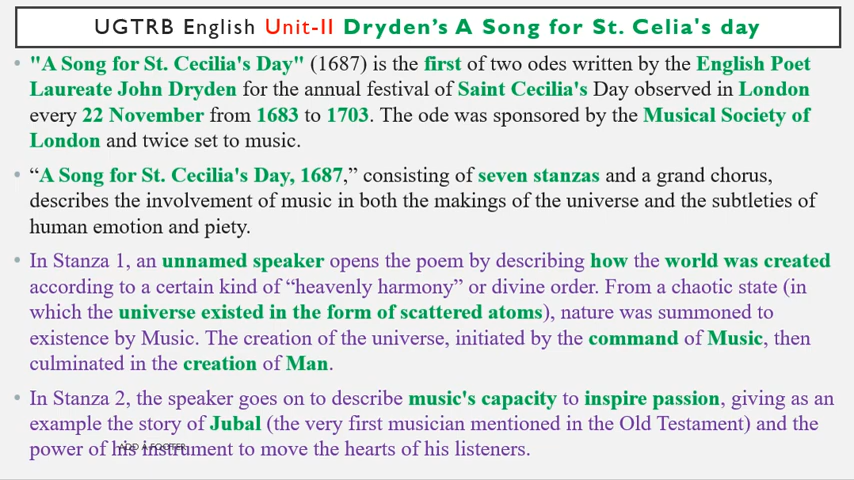 UGTRB English Unit-II Dryden's A Song for St. Celia's day
• "A Song for St. Cecilia's Day" (1687) is the first of two odes written by the English Poet
Laureate John Dryden for the annual festival of Saint Cecilia's Day observed in London
every 22 November from 1683 to 1703. The ode was sponsored by the Musical Society of
London and twice set to music.
• “A Song for St. Cecilia's Day, 1687,” consisting of seven stanzas and a grand chorus,
describes the involvement of music in both the makings of the universe and the subtleties of
human emotion and piety.
• In Stanza 1, an unnamed speaker opens the poem by describing how the world was created
according to a certain kind of “heavenly harmony” or divine order. From a chaotic state (in
which the universe existed in the form of scattered atoms), nature was summoned to
existence by Music. The creation of the universe, initiated by the command of Music, then
culminated in the creation of Man.
• In Stanza 2, the speaker goes on to describe music's capacity to inspire passion, giving as an
example the story of Jubal (the very first musician mentioned in the Old Testament) and the
power of his instrument to move the hearts of his listeners.
ADD A FOOTER